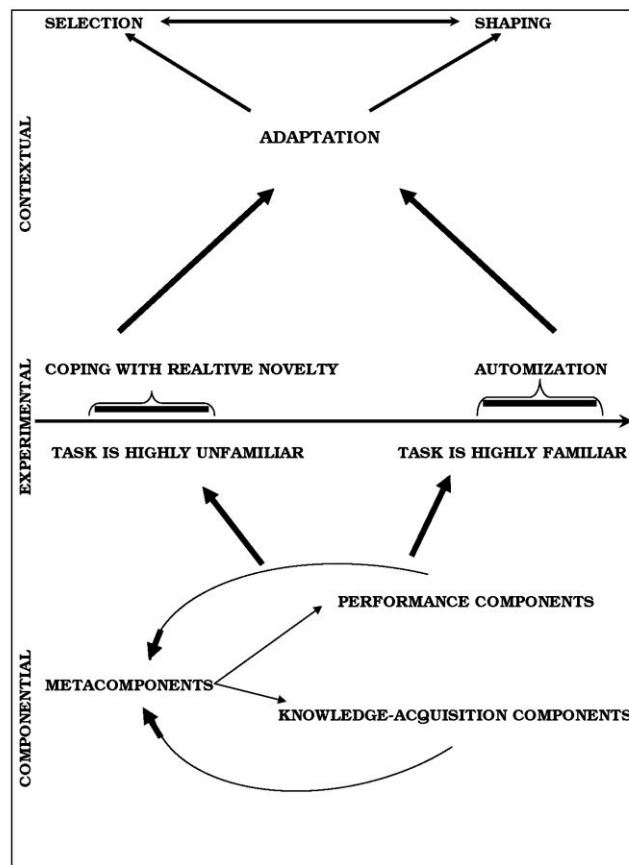 SELECTION
SHAPING
ADAPTATION
CONTEXTUAL
COPING WITH REALTIVE NOVELTY
AUTOMIZATION
EXPERIMENTAL
TASK IS HIGHLY UNFAMILIAR
TASK IS HIGHLY FAMILIAR
PERFORMANCE COMPONENTS
METACOMPONENTS
KNOWLEDGE-ACQUISITION COMPONENTS
COMPONENTIAL